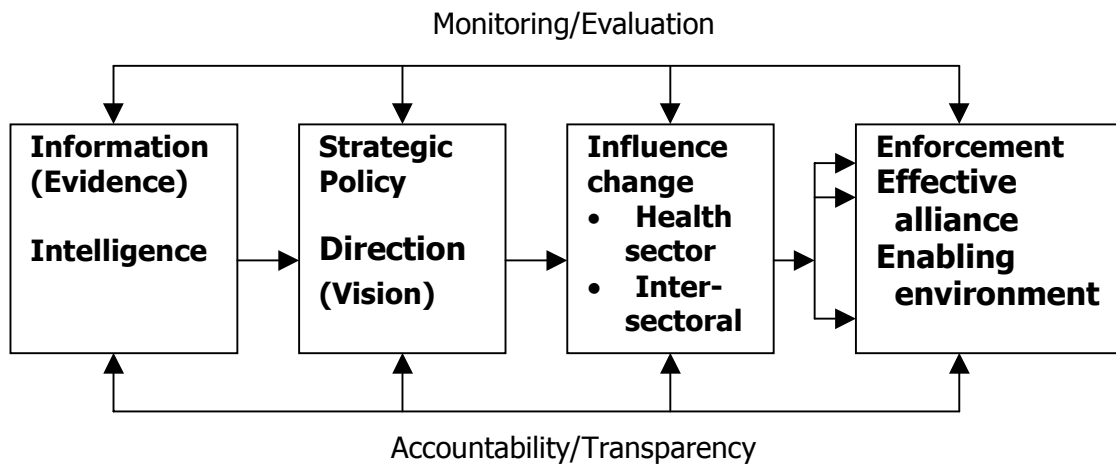 Monitoring/Evaluation
Information
(Evidence)
Intelligence
Strategic
Policy
Direction
(Vision)
Influence
change
• Health
sector
• Inter-
sectoral
Enforcement
Effective
alliance
Enabling
environment
Accountability/Transparency